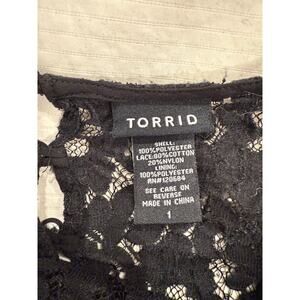 TORRID
SHELL:
100%POLYESTER
LACE:80%COTTON
20%NYLON
LINING:
100%POLYESTER
RN#120684
SEE CARE ON
REVERSE
MADE IN CHINA
1